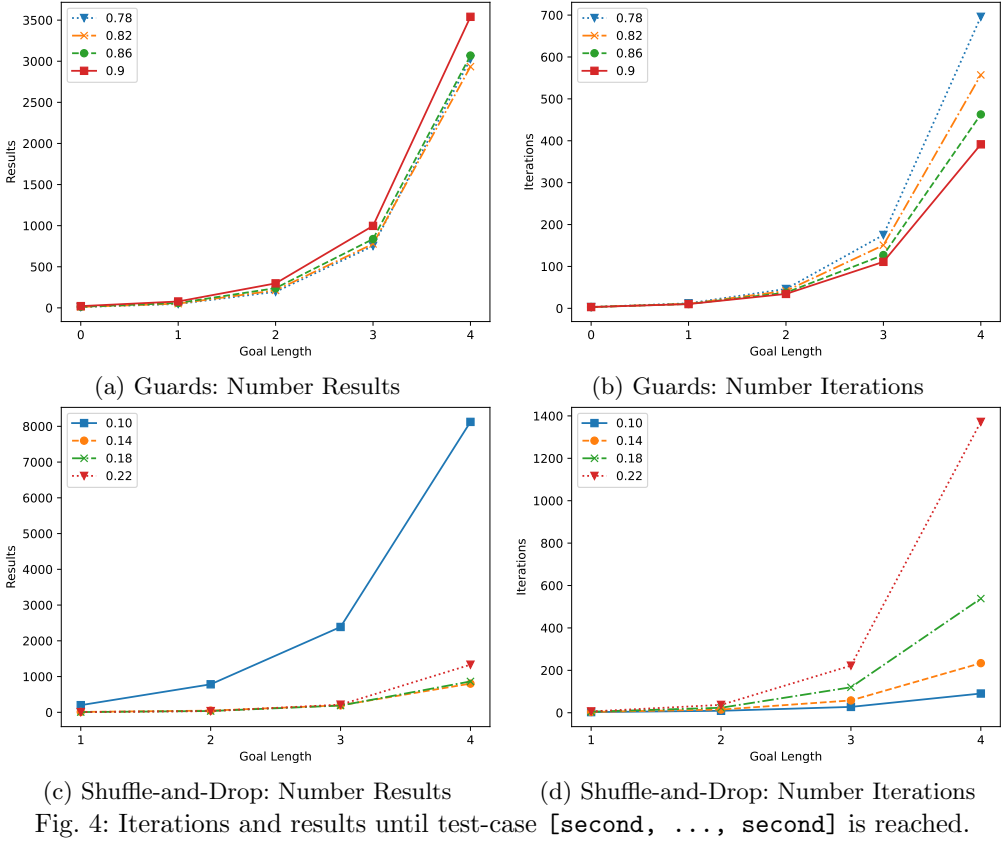 3500
3000
2500
2000
1500
1000
500
0
Results
0.78
0.82
0.86
0.9
0 1 2 3 4
Goal Length
(a) Guards: Number Results
700
600
500
400
300
200
100
0
Iterations
0.78
0.82
0.86
0.9
0 1 2 3 4
Goal Length
(b) Guards: Number Iterations
8000
7000
6000
5000
4000
3000
2000
1000
0
Results
0.10
0.14
0.18
0.22
1 2 3 4
Goal Length
(c) Shuffle-and-Drop: Number Results
1400
1200
1000
800
600
400
200
0
Iterations
0.10
0.14
0.18
0.22
1 2 3 4
Goal Length
(d) Shuffle-and-Drop: Number Iterations
Fig. 4: Iterations and results until test-case [second, ..., second] is reached.